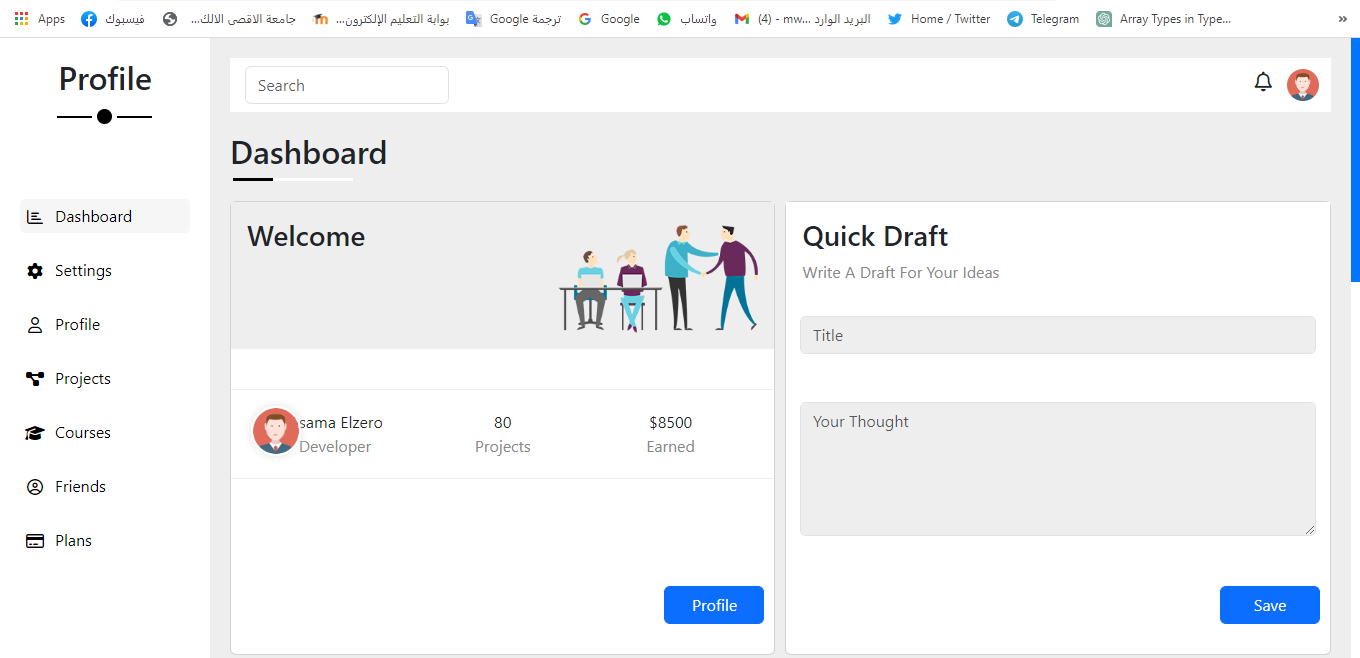 Apps
فيسبوك
جامعة الاقصى الالك...
بوابة التعليم الإلكترون...
ترجمة Google
Google
واتساب
البريد الوارد (4) - mw...
Home / Twitter
Telegram
Array Types in Type...
»
Profile
Search
Dashboard
Dashboard
Settings
Profile
Projects
Courses
Friends
Plans
Welcome
sama Elzero
Developer
80
Projects
$8500
Earned
Profile
Quick Draft
Write A Draft For Your Ideas
Title
Your Thought
Save